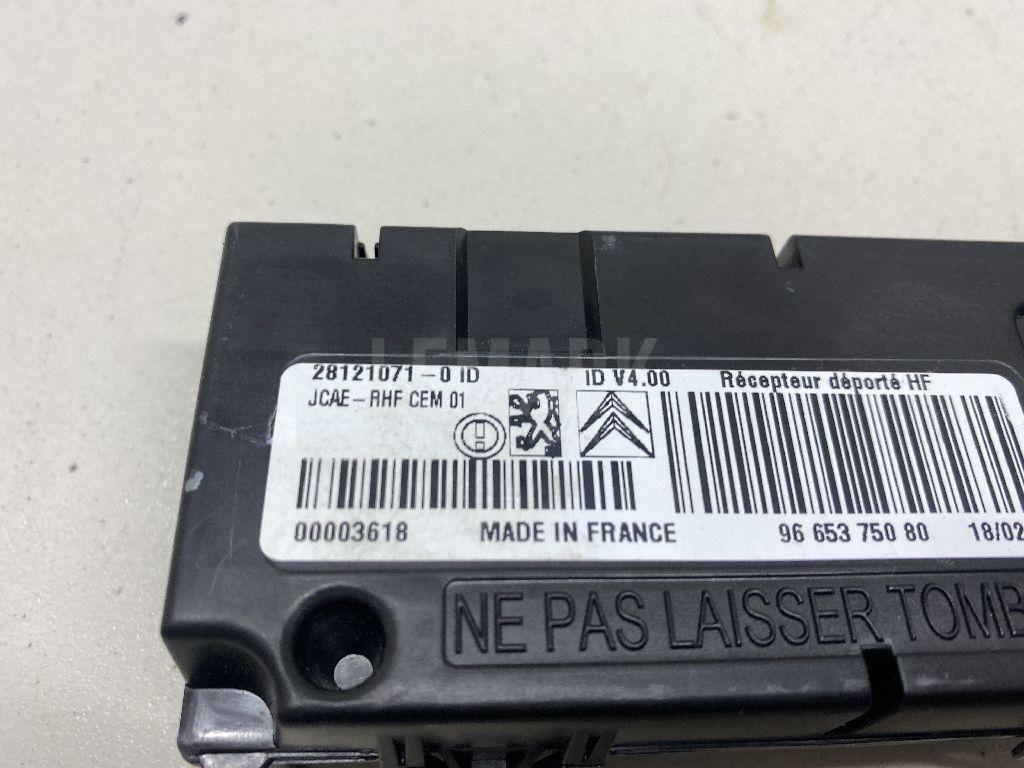 LEMARK
28121071-0 ID ID V4.00 Récepteur déporté HF
JCAE-RHF CEM 01
00003618 MADE IN FRANCE 96 653 750 80 18/02
NE PAS LAISSER TOMB